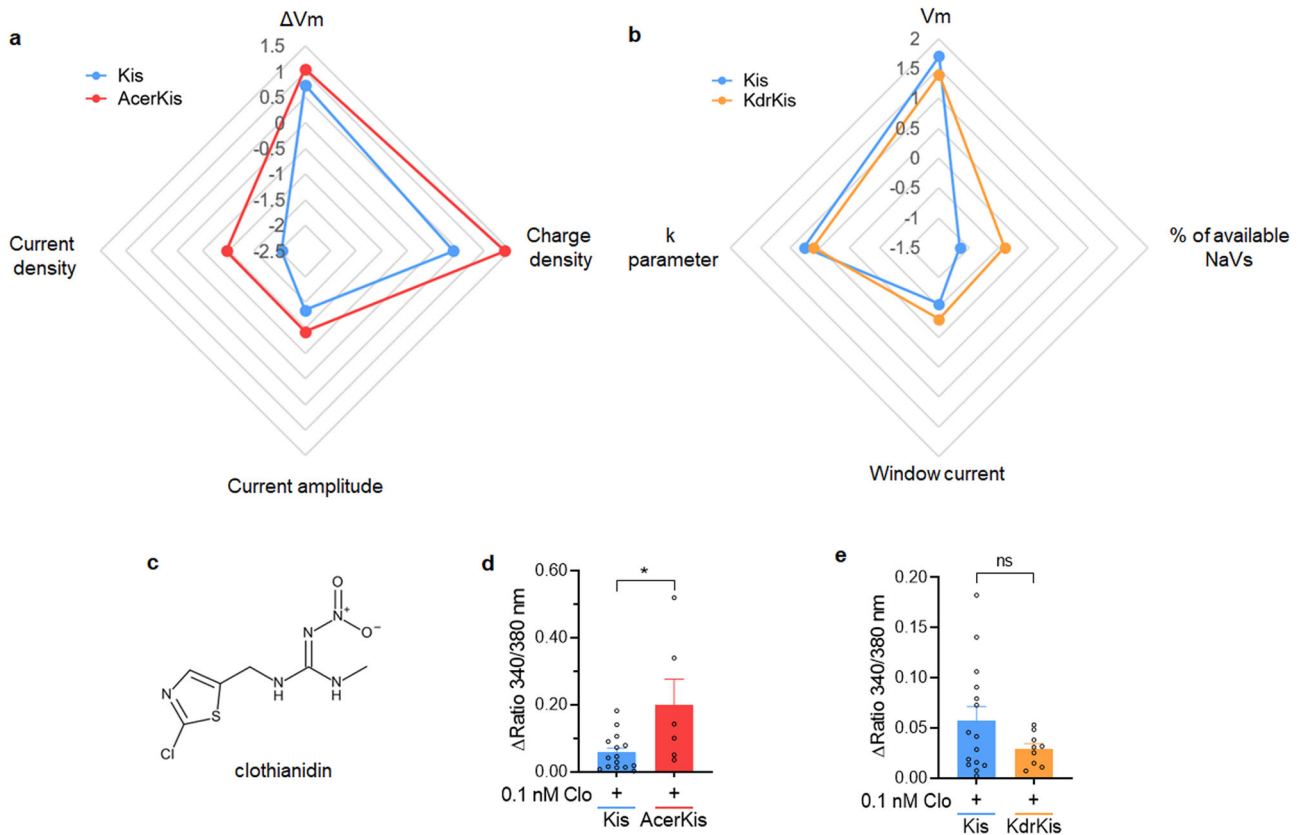 a
ΔVm
Kis
AcerKis
1.5
1
0.5
0
-0.5
-1
-1.5
-2
-2.5
Current
density
Charge
density
Current amplitude
b
Vm
Kis
KdrKis
2
1.5
1
0.5
0
-0.5
-1
-1.5
k
parameter
% of available
NaVs
Window current
c
O
N+
O−
N
N
H
N
H
N
S
Cl
clothianidin
d
ΔRatio 340/380 nm
0.60
0.40
0.20
0.00
*
0.1 nM Clo + +
Kis AcerKis
e
ΔRatio 340/380 nm
0.20
0.15
0.10
0.05
0.00
ns
0.1 nM Clo + +
Kis KdrKis